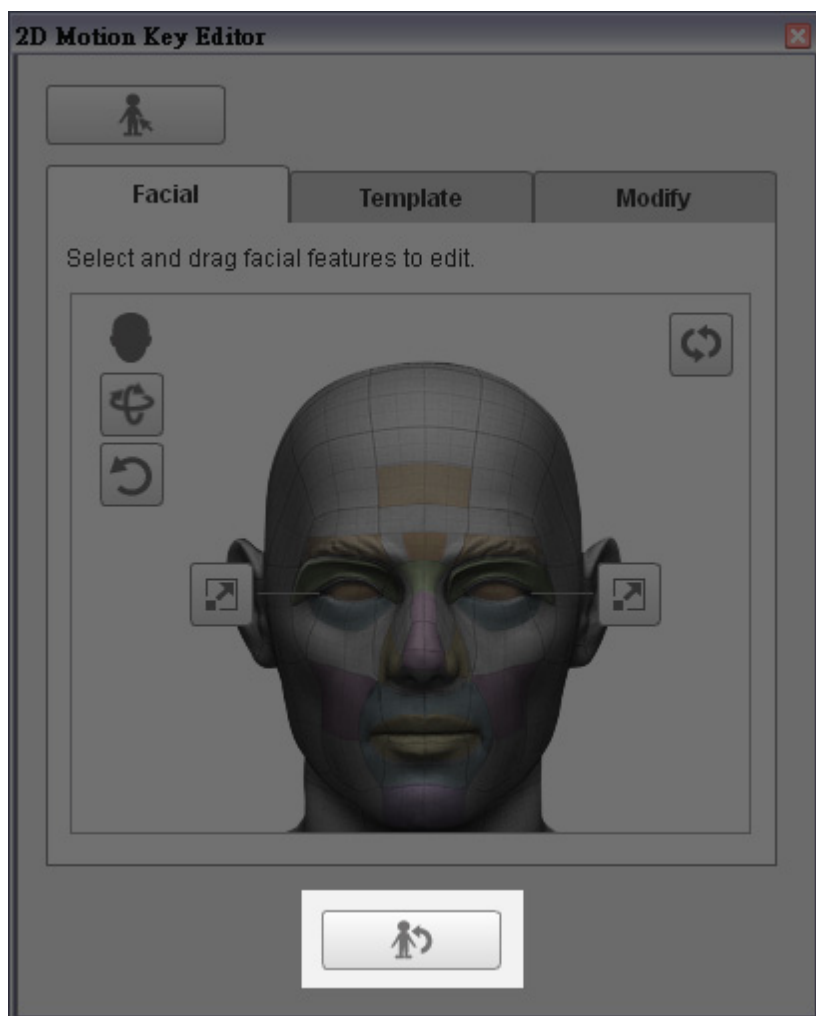 2D Motion Key Editor
Facial
Template
Modify
Select and drag facial features to edit.